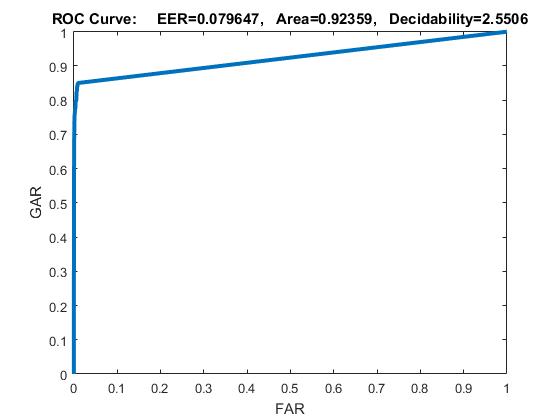 ROC Curve: EER=0.079647, Area=0.92359, Decidability=2.5506
1
0.9
0.8
0.7
0.6
0.5
0.4
0.3
0.2
0.1
0
GAR
0 0.1 0.2 0.3 0.4 0.5 0.6 0.7 0.8 0.9 1
FAR